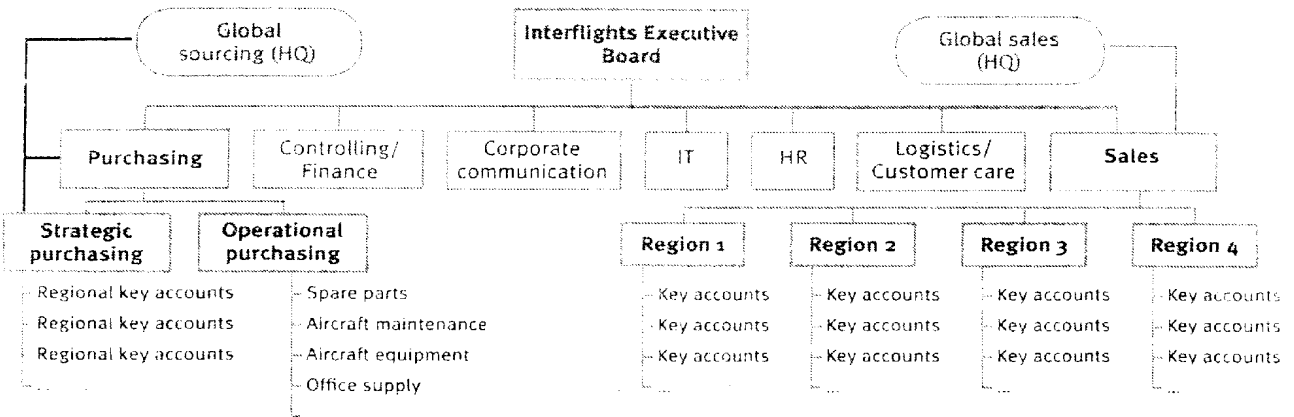 Global
sourcing (HQ)
Interflights Executive
Board
Global sales
(HQ)
Purchasing
Controlling/
Finance
Corporate
communication
IT
HR
Logistics/
Customer care
Sales
Strategic
purchasing
Operational
purchasing
Region 1
Region 2
Region 3
Region 4
Regional key accounts
Regional key accounts
Regional key accounts
...
Spare parts
Aircraft maintenance
Aircraft equipment
Office supply
Key accounts
Key accounts
Key accounts
...
Key accounts
Key accounts
Key accounts
...
Key accounts
Key accounts
Key accounts
...
Key accounts
Key accounts
Key accounts
...